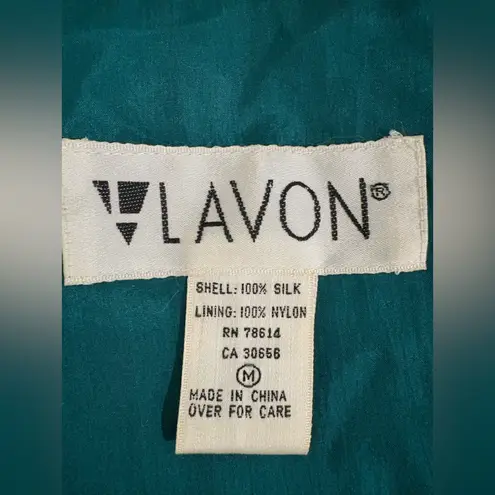 LAVON®
SHELL: 100% SILK
LINING: 100% NYLON
RN 78614
CA 30656
M
MADE IN CHINA
OVER FOR CARE